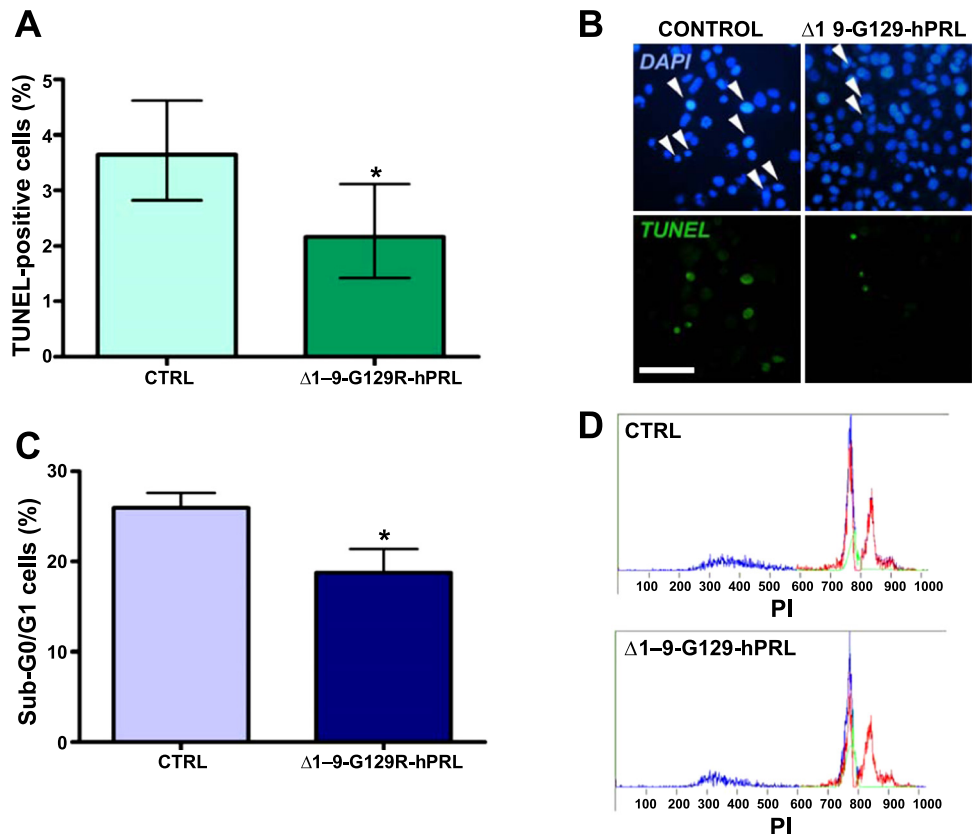 A
TUNEL-positive cells (%)
5
4
3
2
1
0
CTRL
Δ1–9-G129R-hPRL
*
B
CONTROL
Δ1 9-G129-hPRL
DAPI
TUNEL
C
Sub-G0/G1 cells (%)
30
20
10
0
CTRL
Δ1–9-G129R-hPRL
*
D
CTRL
100 200 300 400 500 600 700 800 900 1000
PI
Δ1–9-G129-hPRL
100 200 300 400 500 600 700 800 900 1000
PI